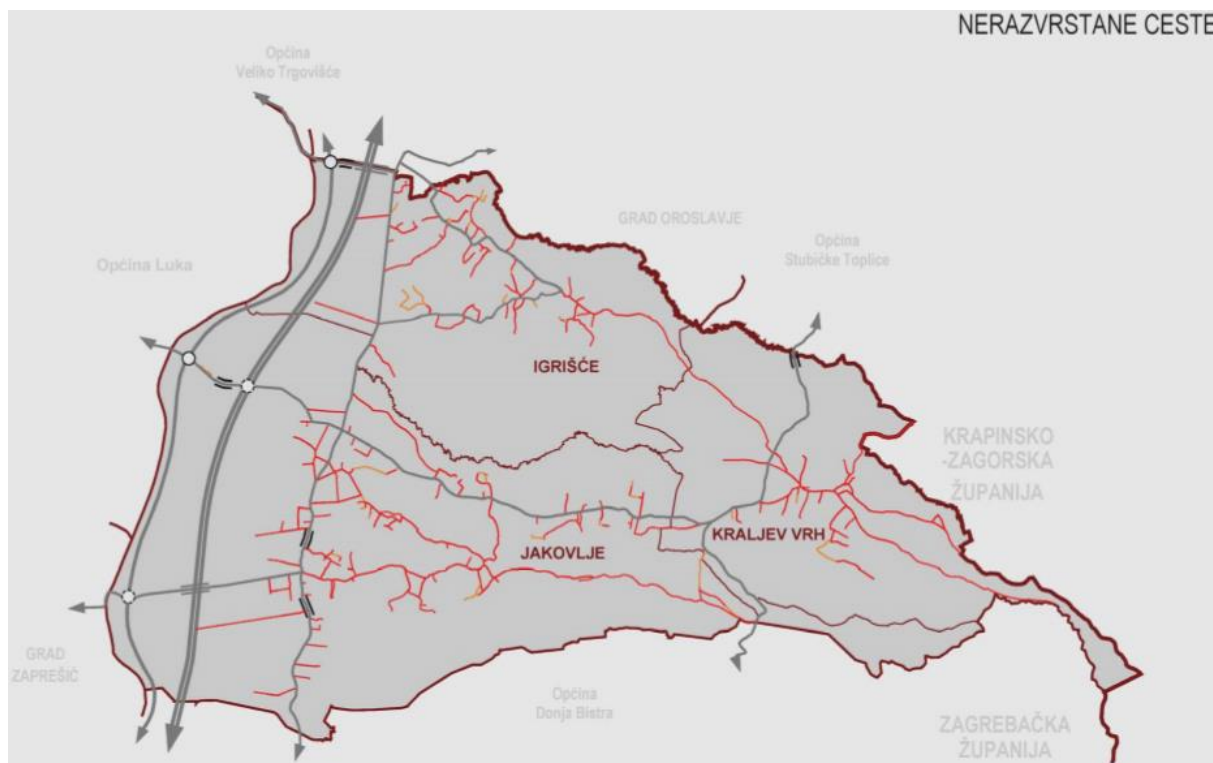 NERAZVRSTANE CESTE
Općina
Veliko Trgovišće
GRAD OROSLAVJE
Općina
Stubičke Toplice
Općina Luka
IGRIŠĆE
KRAPINSKO
-ZAGORSKA
ŽUPANIJA
KRALJEV VRH
JAKOVLJE
GRAD
ZAPREŠIĆ
Općina
Donja Bistra
ZAGREBAČKA
ŽUPANIJA